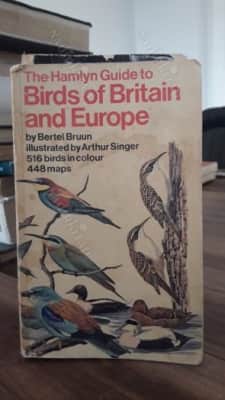 The Hamlyn Guide to
Birds of Britain
and Europe
by Bertel Bruun
illustrated by Arthur Singer
516 birds in colour
448 maps